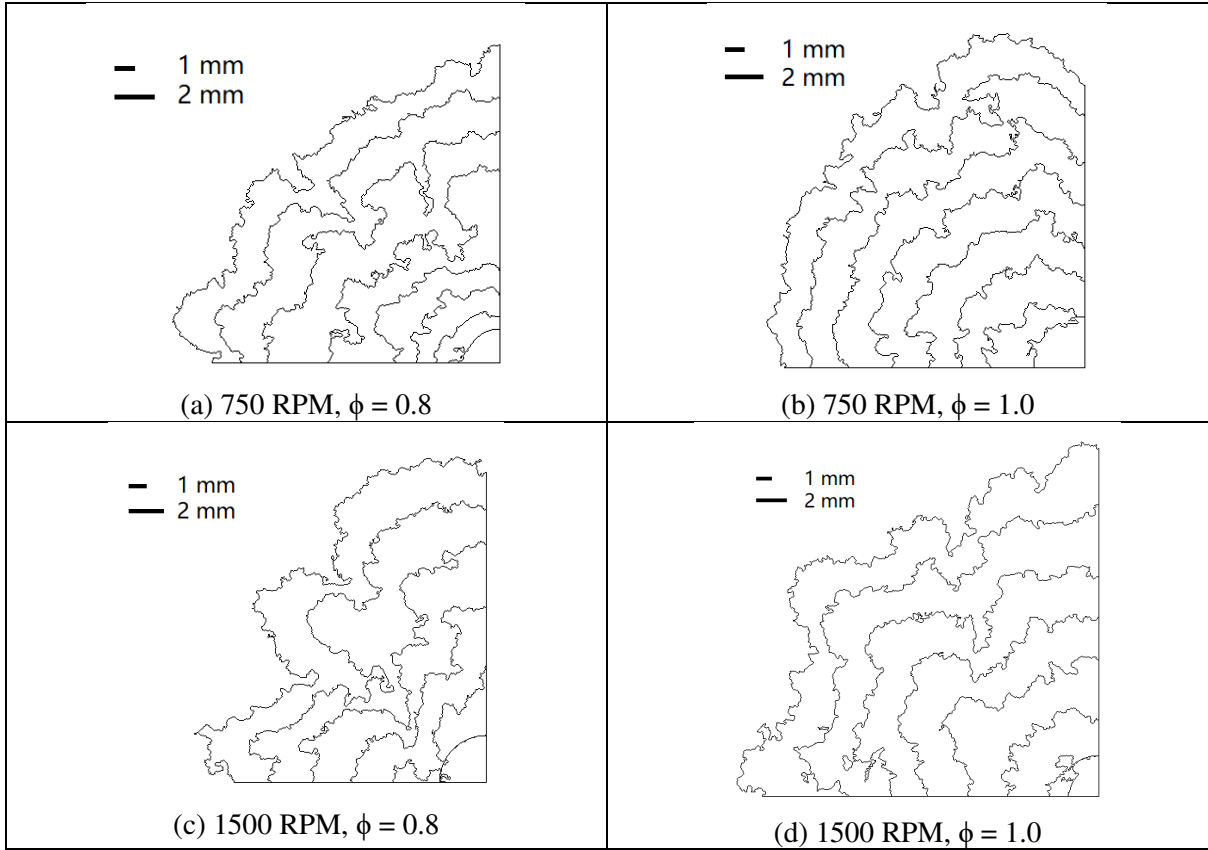 1 mm
2 mm
(a) 750 RPM, ϕ = 0.8
1 mm
2 mm
(b) 750 RPM, ϕ = 1.0
1 mm
2 mm
(c) 1500 RPM, ϕ = 0.8
1 mm
2 mm
(d) 1500 RPM, ϕ = 1.0